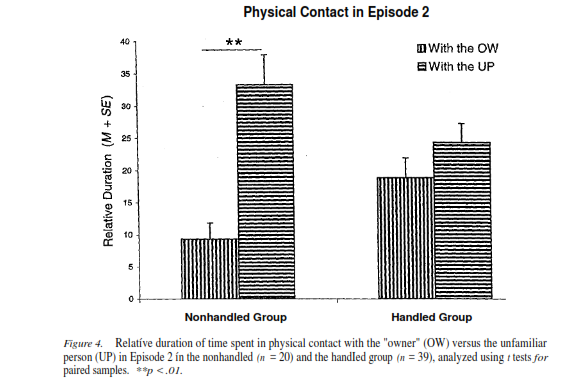 Physical Contact in Episode 2
40
35
30
25
20
15
10
5
0
Relative Duration (M + SE)
**
With the OW
With the UP
Nonhandled Group
Handled Group
Figure 4. Relative duration of time spent in physical contact with the "owner" (OW) versus the unfamiliar
person (UP) in Episode 2 in the nonhandled (n = 20) and the handled group (n = 39), analyzed using t tests for
paired samples. **p < .01.